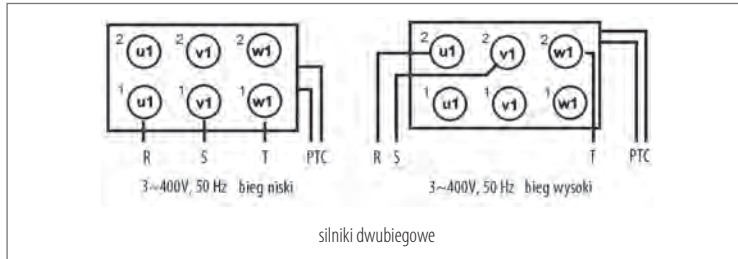 2 u1 2 v1 2 w1
1 u1 1 v1 1 w1
R S T PTC
3~400V, 50 Hz bieg niski
2 u1 2 v1 2 w1
1 u1 1 v1 1 w1
R S T PTC
3~400V, 50 Hz bieg wysoki
silniki dwubiegowe